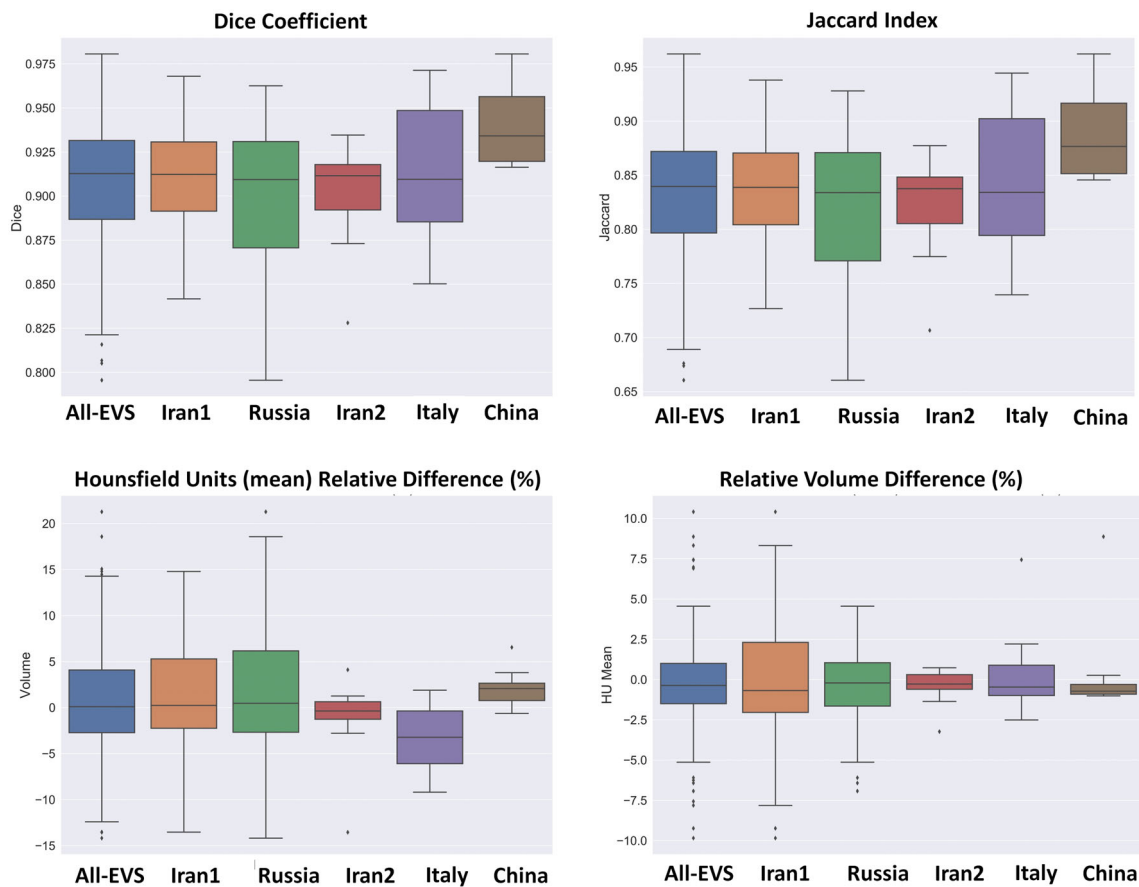 Dice Coefficient
Jaccard Index
0.975
0.950
0.925
0.900
0.875
0.850
0.825
0.800
Dice
0.95
0.90
0.85
0.80
0.75
0.70
0.65
Jaccard
All-EVS Iran1 Russia Iran2 Italy China
All-EVS Iran1 Russia Iran2 Italy China
Hounsfield Units (mean) Relative Difference (%)
Relative Volume Difference (%)
20
15
10
5
0
−5
−10
−15
Volume
10.0
7.5
5.0
2.5
0.0
−2.5
−5.0
−7.5
−10.0
HU Mean
All-EVS Iran1 Russia Iran2 Italy China
All-EVS Iran1 Russia Iran2 Italy China